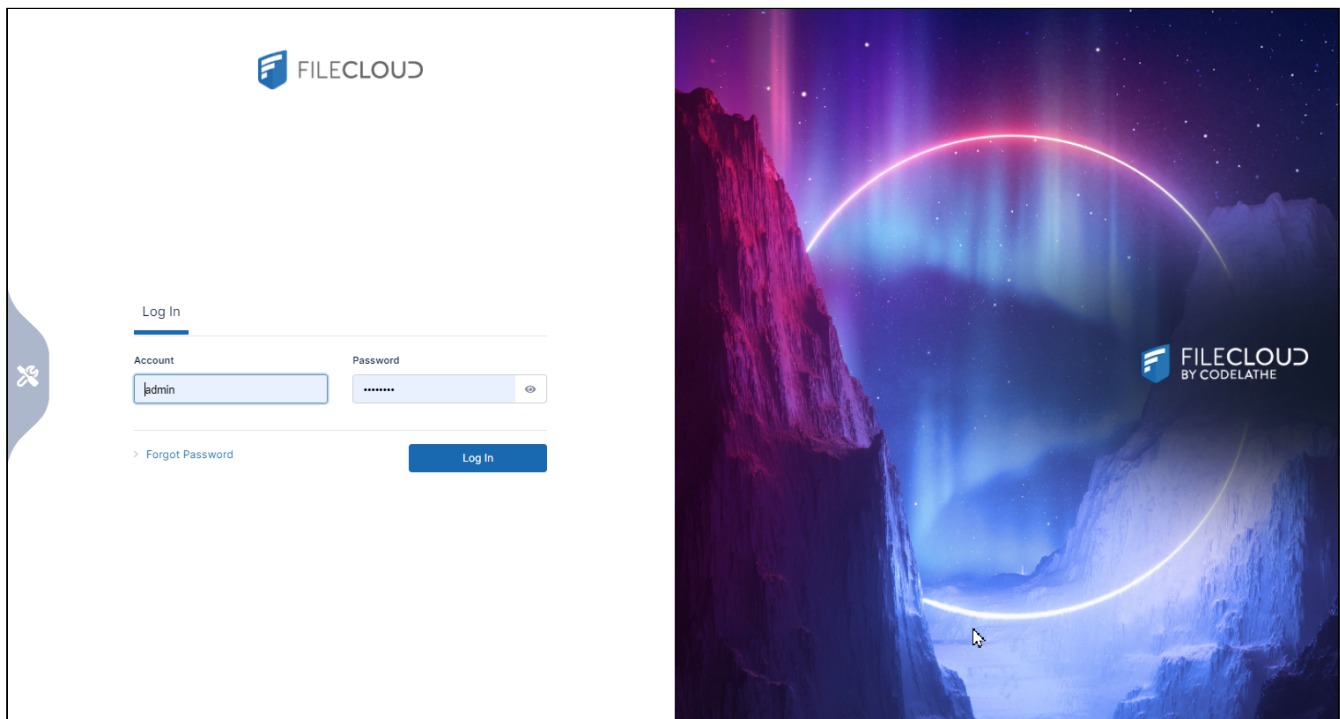 FILECLOUD
Log In
Account
Password
admin
••••••••
Forgot Password
Log In
FILECLOUD
BY CODELATHE